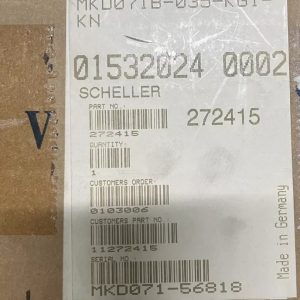 MKD071B-035-KG1-
KN
01532024 0002
SCHELLER
PART NO.
272415
272415
QUANTITY:
1
CUSTOMERS ORDER:
0103006
CUSTOMERS PART-NO.:
11272415
SERIAL NO
MKD071-56818
Made in Germany
V